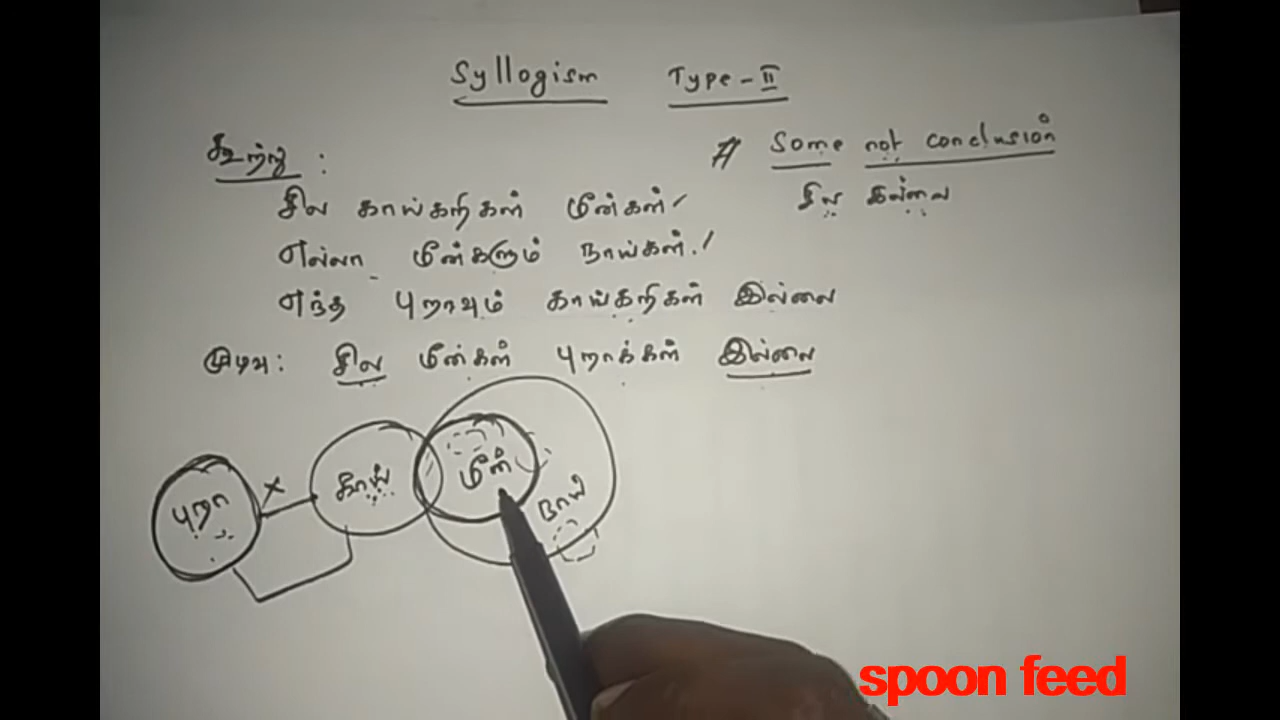 Syllogism Type - II
கூற்று :
# Some not conclusion
சில இல்லை
சில காய்கறிகள் மீன்கள்
எல்லா மீன்களும் நாய்கள்.
எந்த புறாவும் காய்கறிகள் இல்லை
முடிவு : சில மீன்கள் புறாக்கள் இல்லை
புறா
x
காய்
மீன்
நாய்
spoon feed